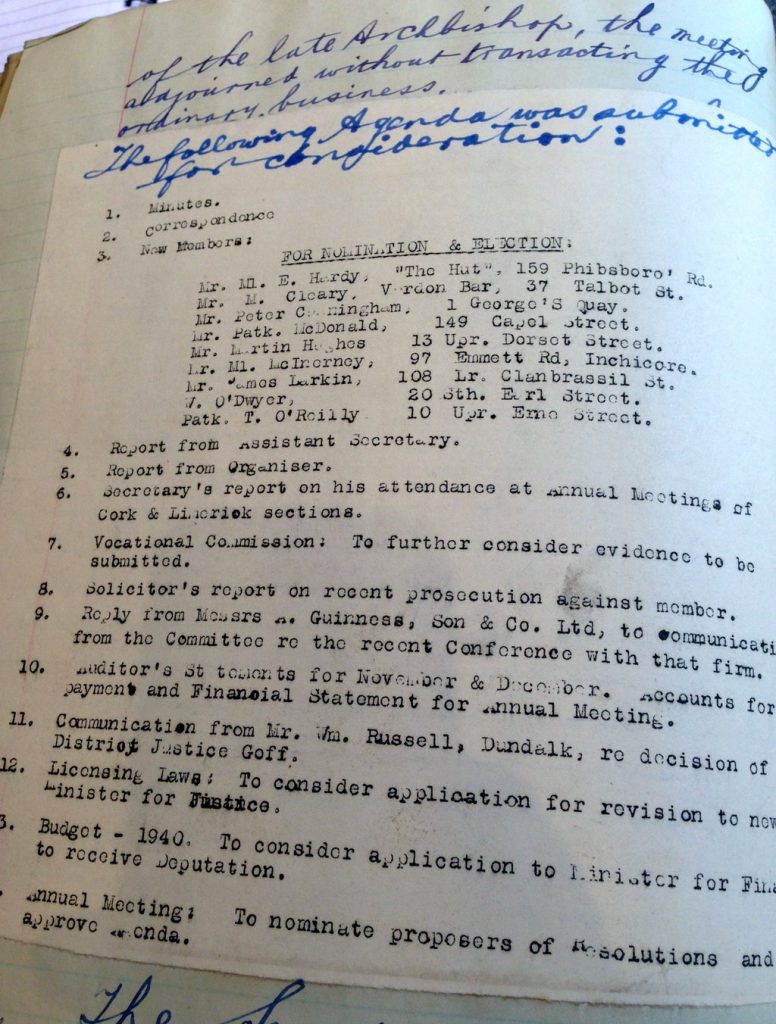 of the late Archbishop, the meeting
adjourned without transacting the
ordinary business.
The following Agenda was submitted
for consideration:
1. Minutes.
2. Correspondence
3. New Members:
FOR NOMINATION & ELECTION:
Mr. Ml. E. Hardy, "The Hut", 159 Phibsboro' Rd.
Mr. M. Cleary, Verdon Bar, 37 Talbot St.
Mr. Peter Cunningham, 1 George'S Quay.
Mr. Patk. McDonald, 149 Capel Street.
Mr. Martin Hughes 13 Upr. Dorset Street.
Mr. Ml. McInerney, 97 Emmett Rd, Inchicore.
Mr. James Larkin, 108 Lr. Clanbrassil St.
W. O'Dwyer, 20 Sth. Earl Street.
Patk. T. O'Reilly 10 Upr. Erne Street.
4. Report from Assistant Secretary.
5. Report from Organiser.
6. Secretary's report on his attendance at Annual Meetings of
Cork & Limerick sections.
7. Vocational Commission: To further consider evidence to be
submitted.
8. Solicitor's report on recent prosecution against member.
9. Reply from Messrs A. Guinness, Son & Co. Ltd, to communicati
from the Committee re the recent Conference with that firm.
10. Auditor's Statements for November & December. Accounts for
payment and Financial Statement for Annual Meeting.
11. Communication from Mr. Wm. Russell, Dundalk, re decision of
District Justice Goff.
12. Licensing Laws: To consider application for revision to new
Minister for Justice.
3. Budget - 1940. To consider application to Minister for Fina
to receive Deputation.
Annual Meeting: To nominate proposers of Resolutions and
approve Agenda.
The